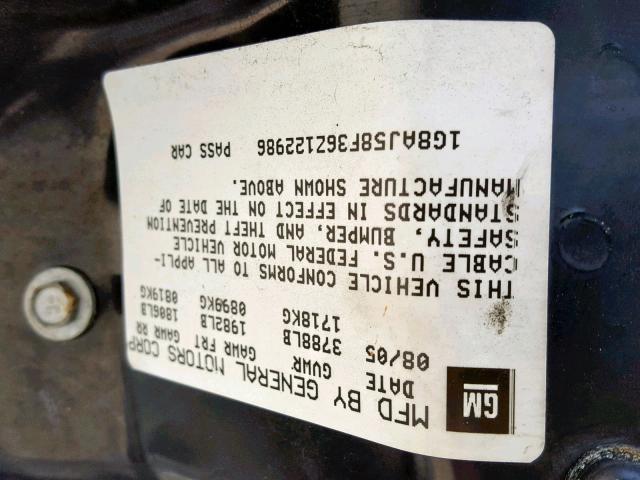 GM
MFD BY GENERAL MOTORS CORP
DATE GVWR GAWR FRT GAWR RR
08/05 3788LB 1982LB 1806LB
1718KG 0899KG 0819KG
THIS VEHICLE CONFORMS TO ALL APPLI-
CABLE U.S. FEDERAL MOTOR VEHICLE
SAFETY, BUMPER, AND THEFT PREVENTION
STANDARDS IN EFFECT ON THE DATE OF
MANUFACTURE SHOWN ABOVE.
1G8AJ58F36Z122986 PASS CAR